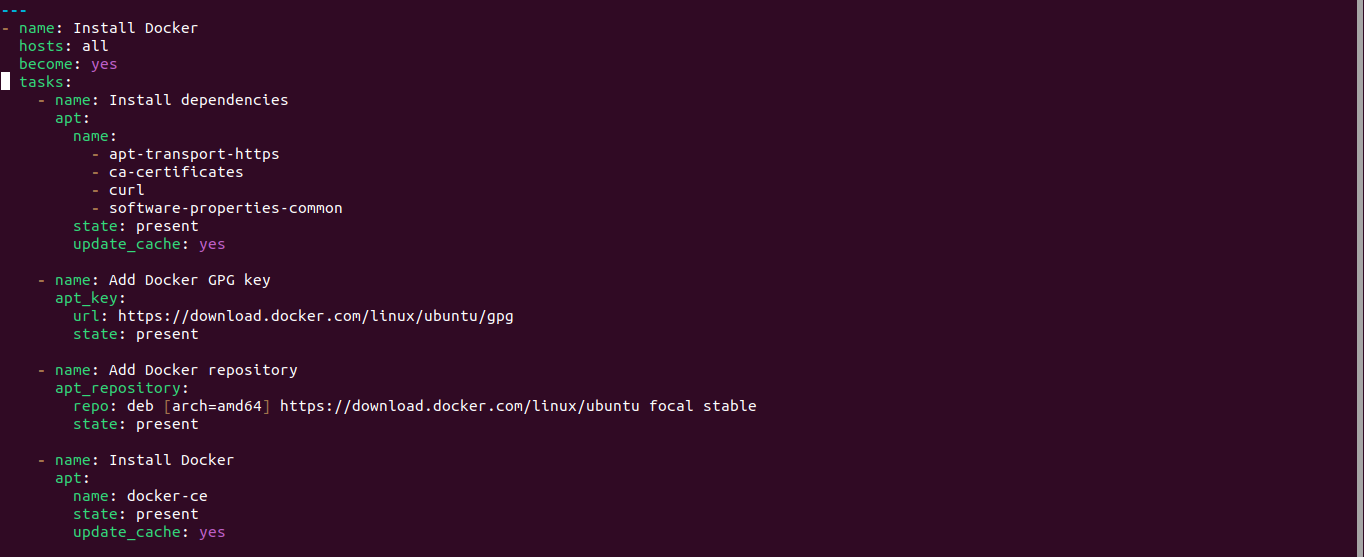 ---
- name: Install Docker
  hosts: all
  become: yes
  tasks:
    - name: Install dependencies
      apt:
        name:
          - apt-transport-https
          - ca-certificates
          - curl
          - software-properties-common
        state: present
        update_cache: yes

    - name: Add Docker GPG key
      apt_key:
        url: https://download.docker.com/linux/ubuntu/gpg
        state: present

    - name: Add Docker repository
      apt_repository:
        repo: deb [arch=amd64] https://download.docker.com/linux/ubuntu focal stable
        state: present

    - name: Install Docker
      apt:
        name: docker-ce
        state: present
        update_cache: yes